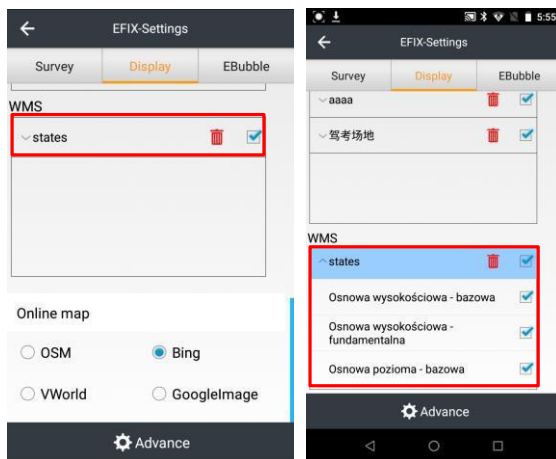 EFIX-Settings
Survey
Display
EBubble
WMS
states
Online map
OSM
Bing
VWorld
GoogleImage
Advance
5:55
EFIX-Settings
Survey
Display
EBubble
aaaa
驾考场地
WMS
states
Osnowa wysokościowa - bazowa
Osnowa wysokościowa -
fundamentalna
Osnowa pozioma - bazowa
Advance